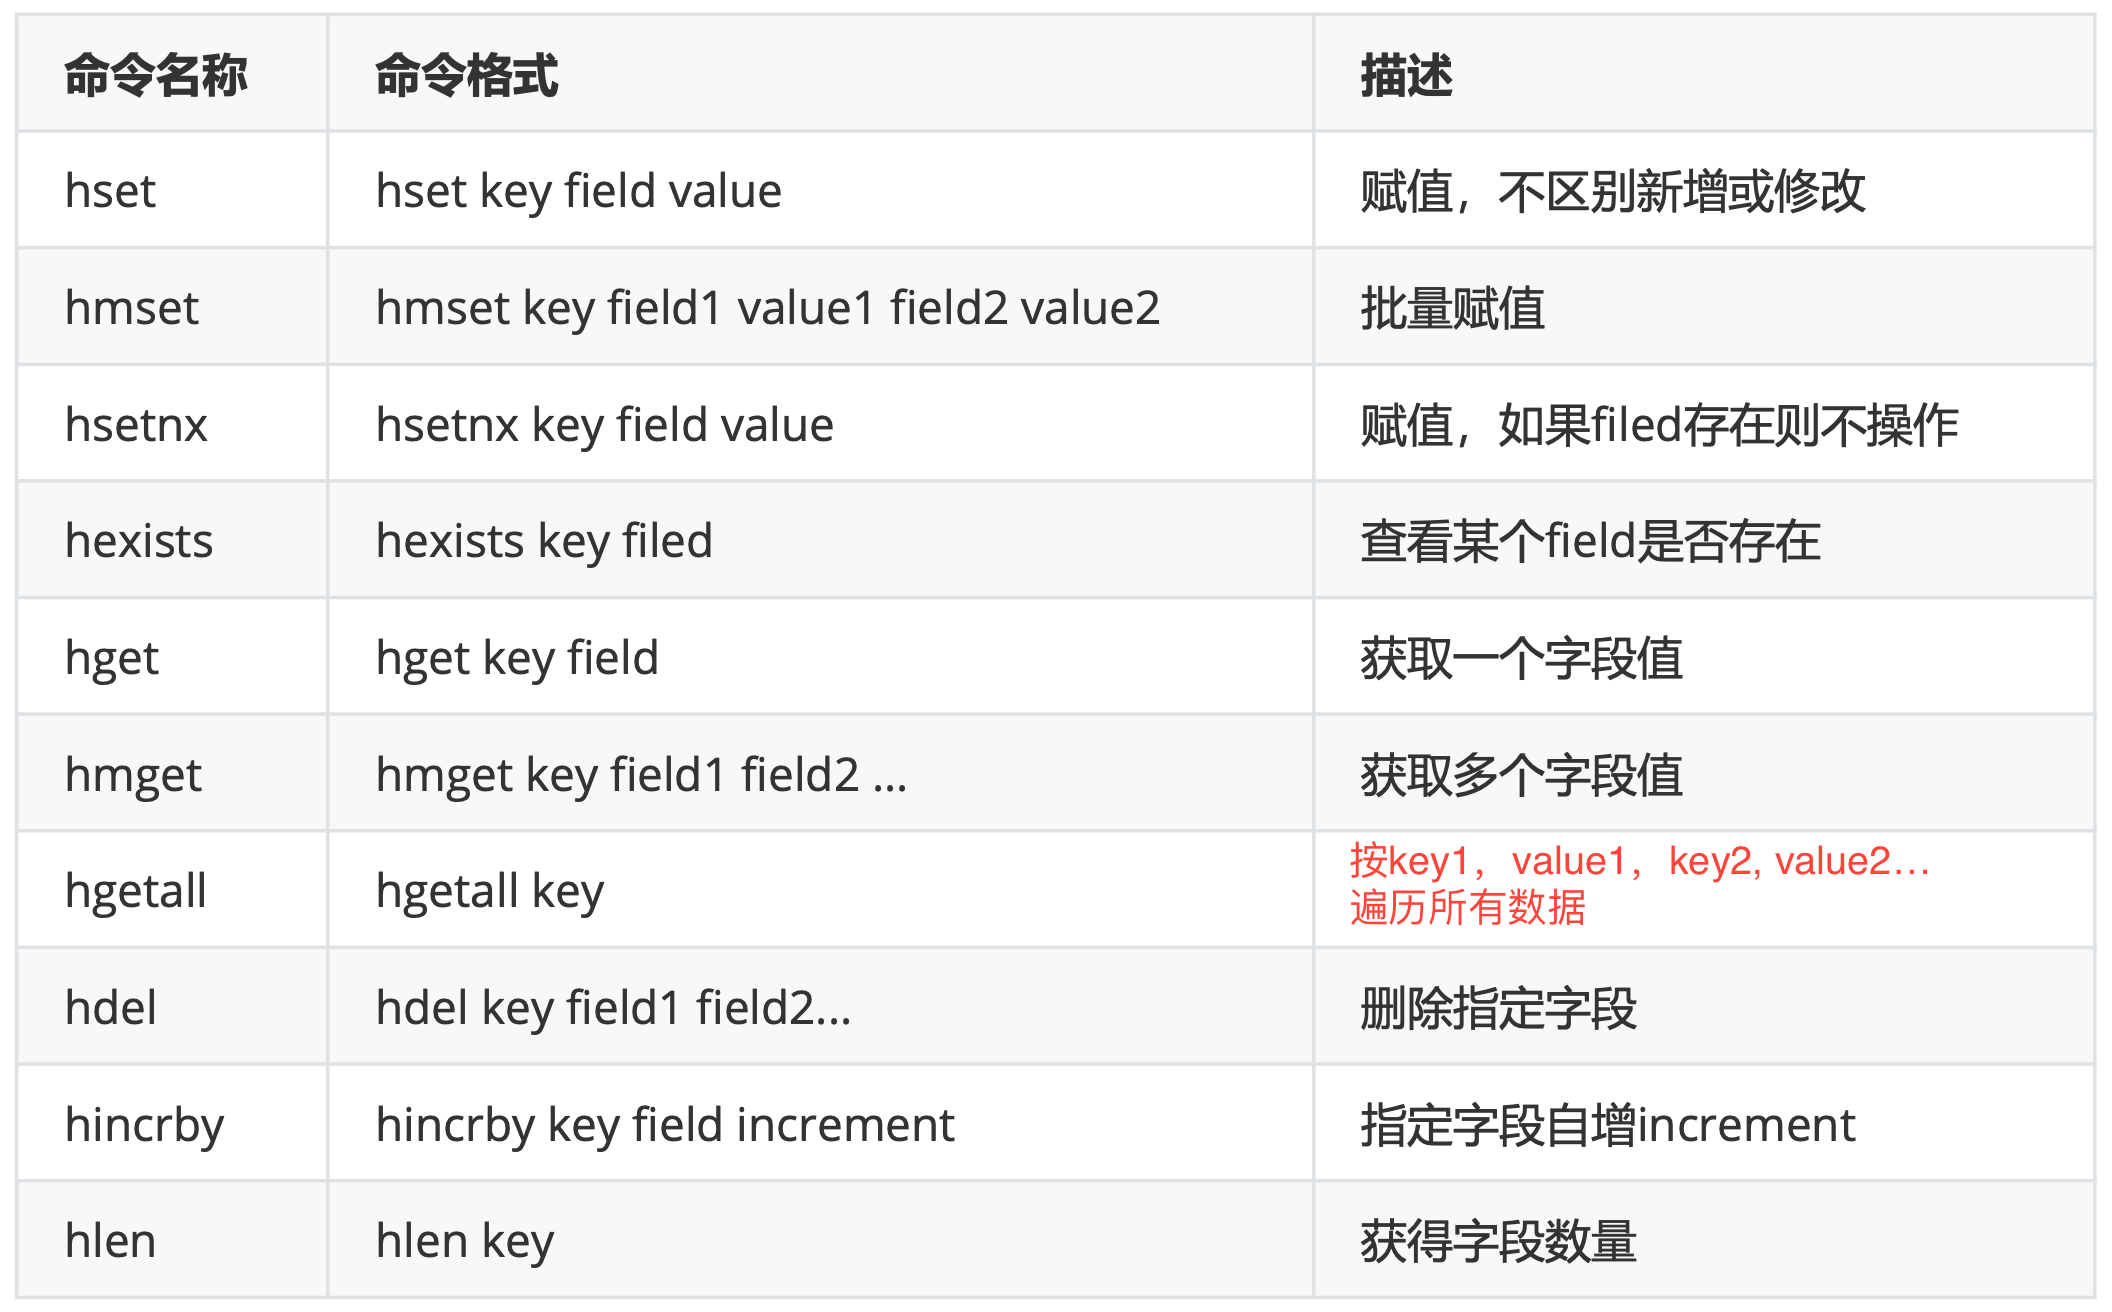 命令名称 命令格式 描述
hset hset key field value 赋值，不区别新增或修改
hmset hmset key field1 value1 field2 value2 批量赋值
hsetnx hsetnx key field value 赋值，如果filed存在则不操作
hexists hexists key filed 查看某个field是否存在
hget hget key field 获取一个字段值
hmget hmget key field1 field2 ... 获取多个字段值
hgetall hgetall key 按key1，value1，key2, value2...
遍历所有数据
hdel hdel key field1 field2... 删除指定字段
hincrby hincrby key field increment 指定字段自增increment
hlen hlen key 获得字段数量